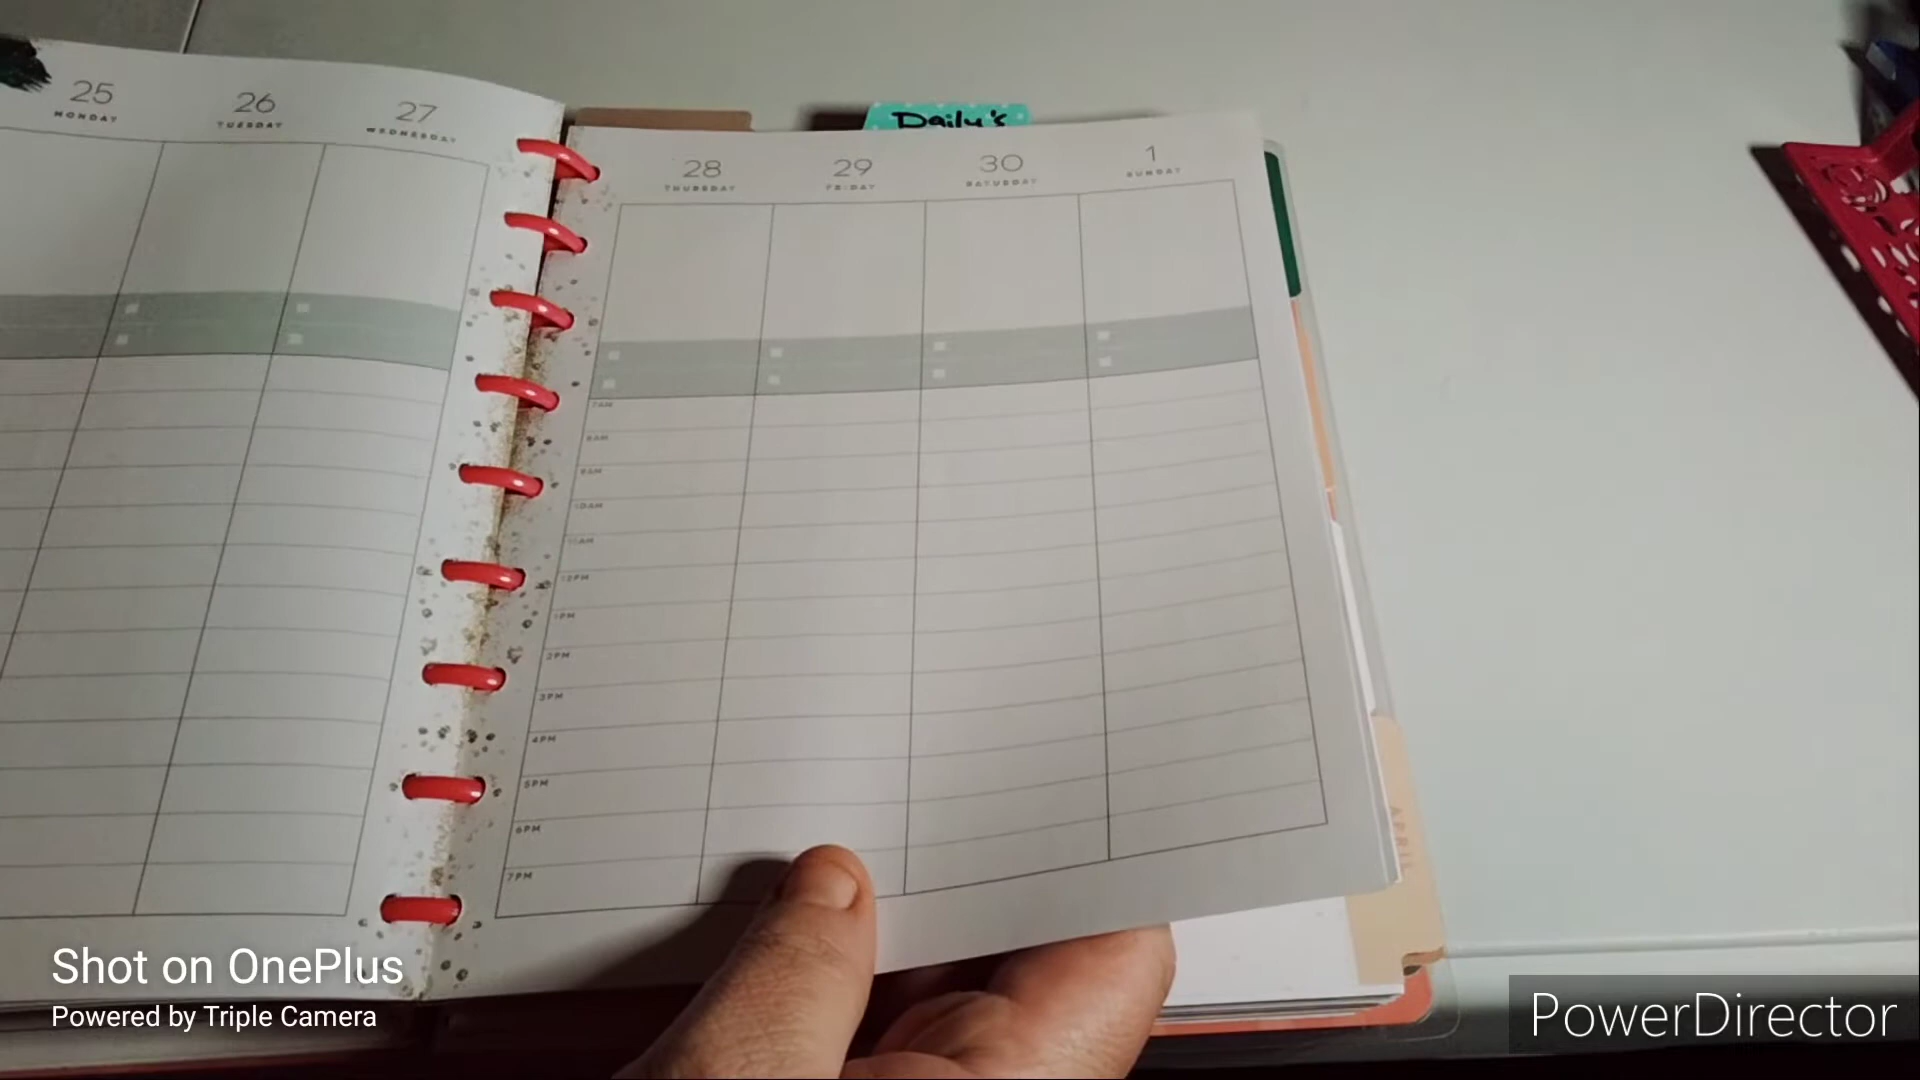 Daily's
25
MONDAY
26
TUESDAY
27
WEDNESDAY
28
THURSDAY
29
FRIDAY
30
SATURDAY
1
SUNDAY
7AM
8AM
9AM
10AM
11AM
12PM
1PM
2PM
3PM
4PM
5PM
6PM
7PM
APRIL
Shot on OnePlus
Powered by Triple Camera
PowerDirector